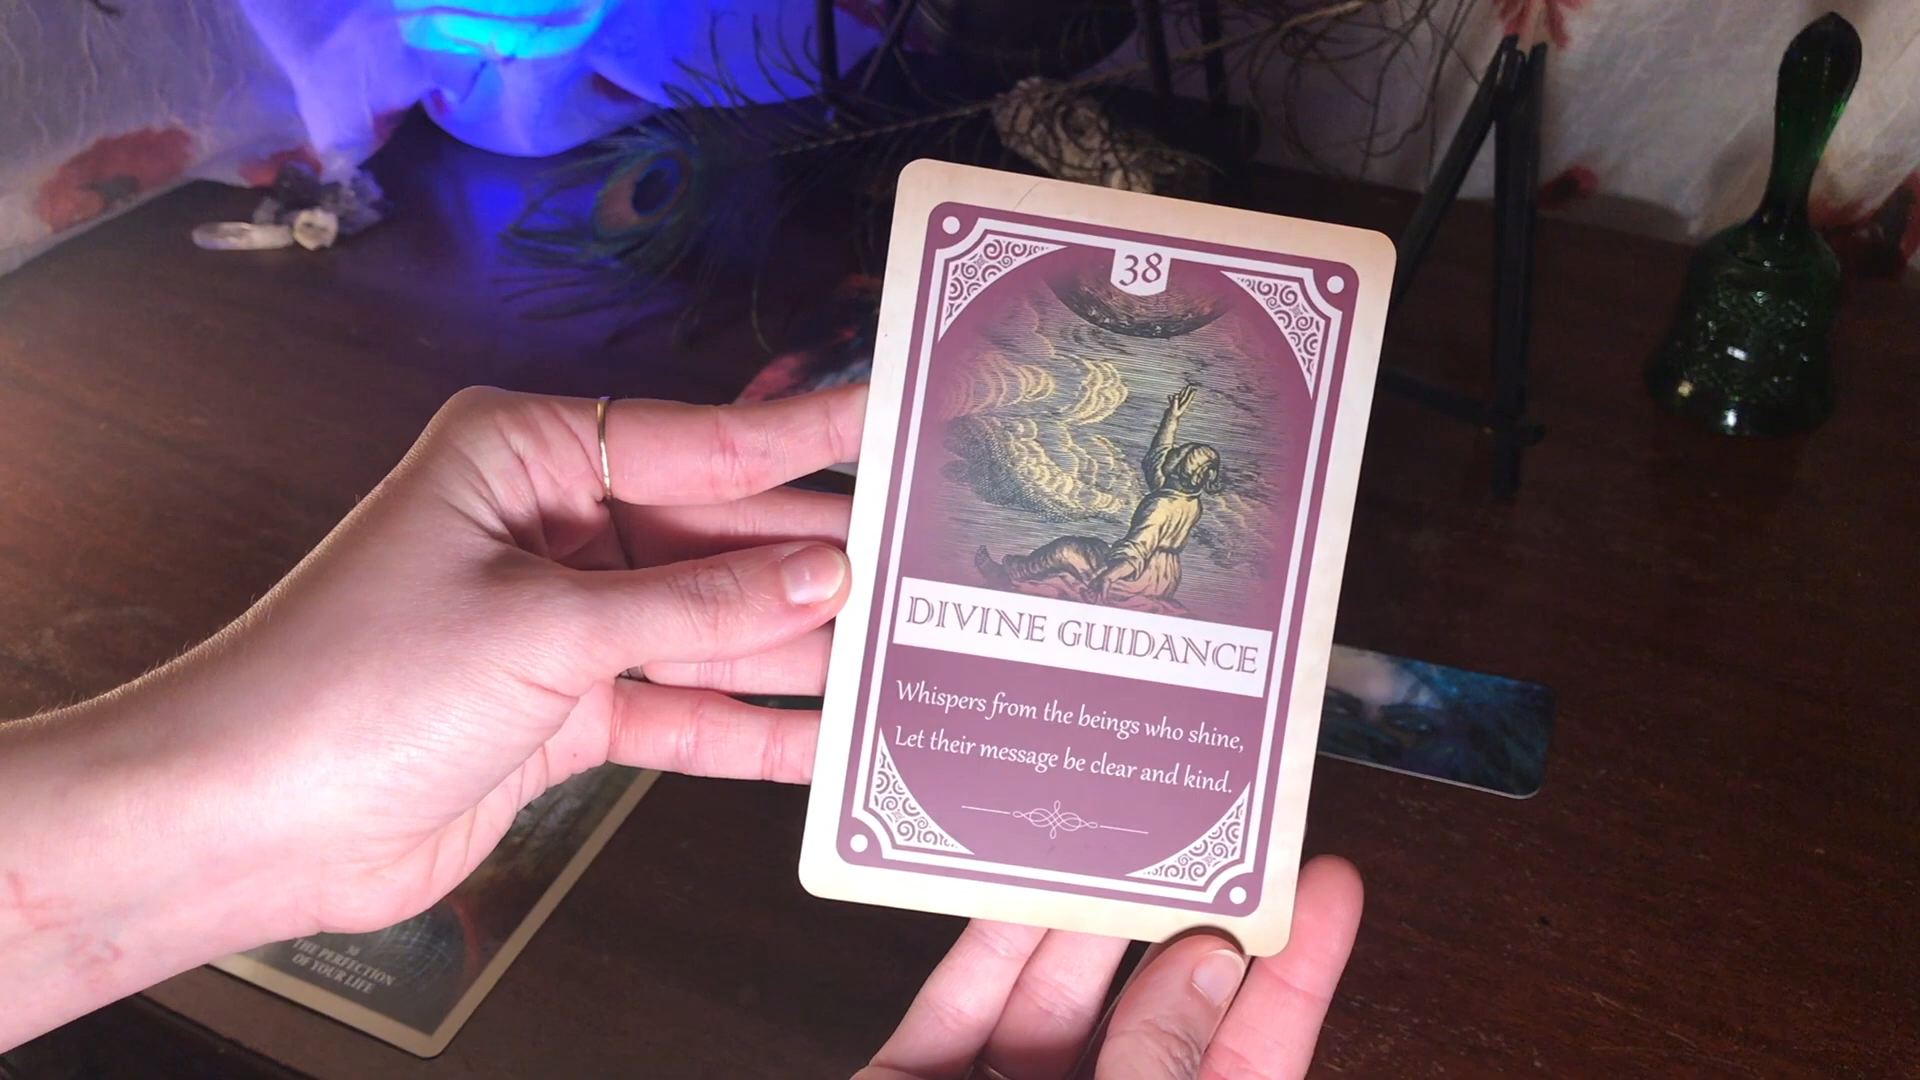 38
DIVINE GUIDANCE
Whispers from the beings who shine,
Let their message be clear and kind.
30
THE PERFECTION
OF YOUR LIFE